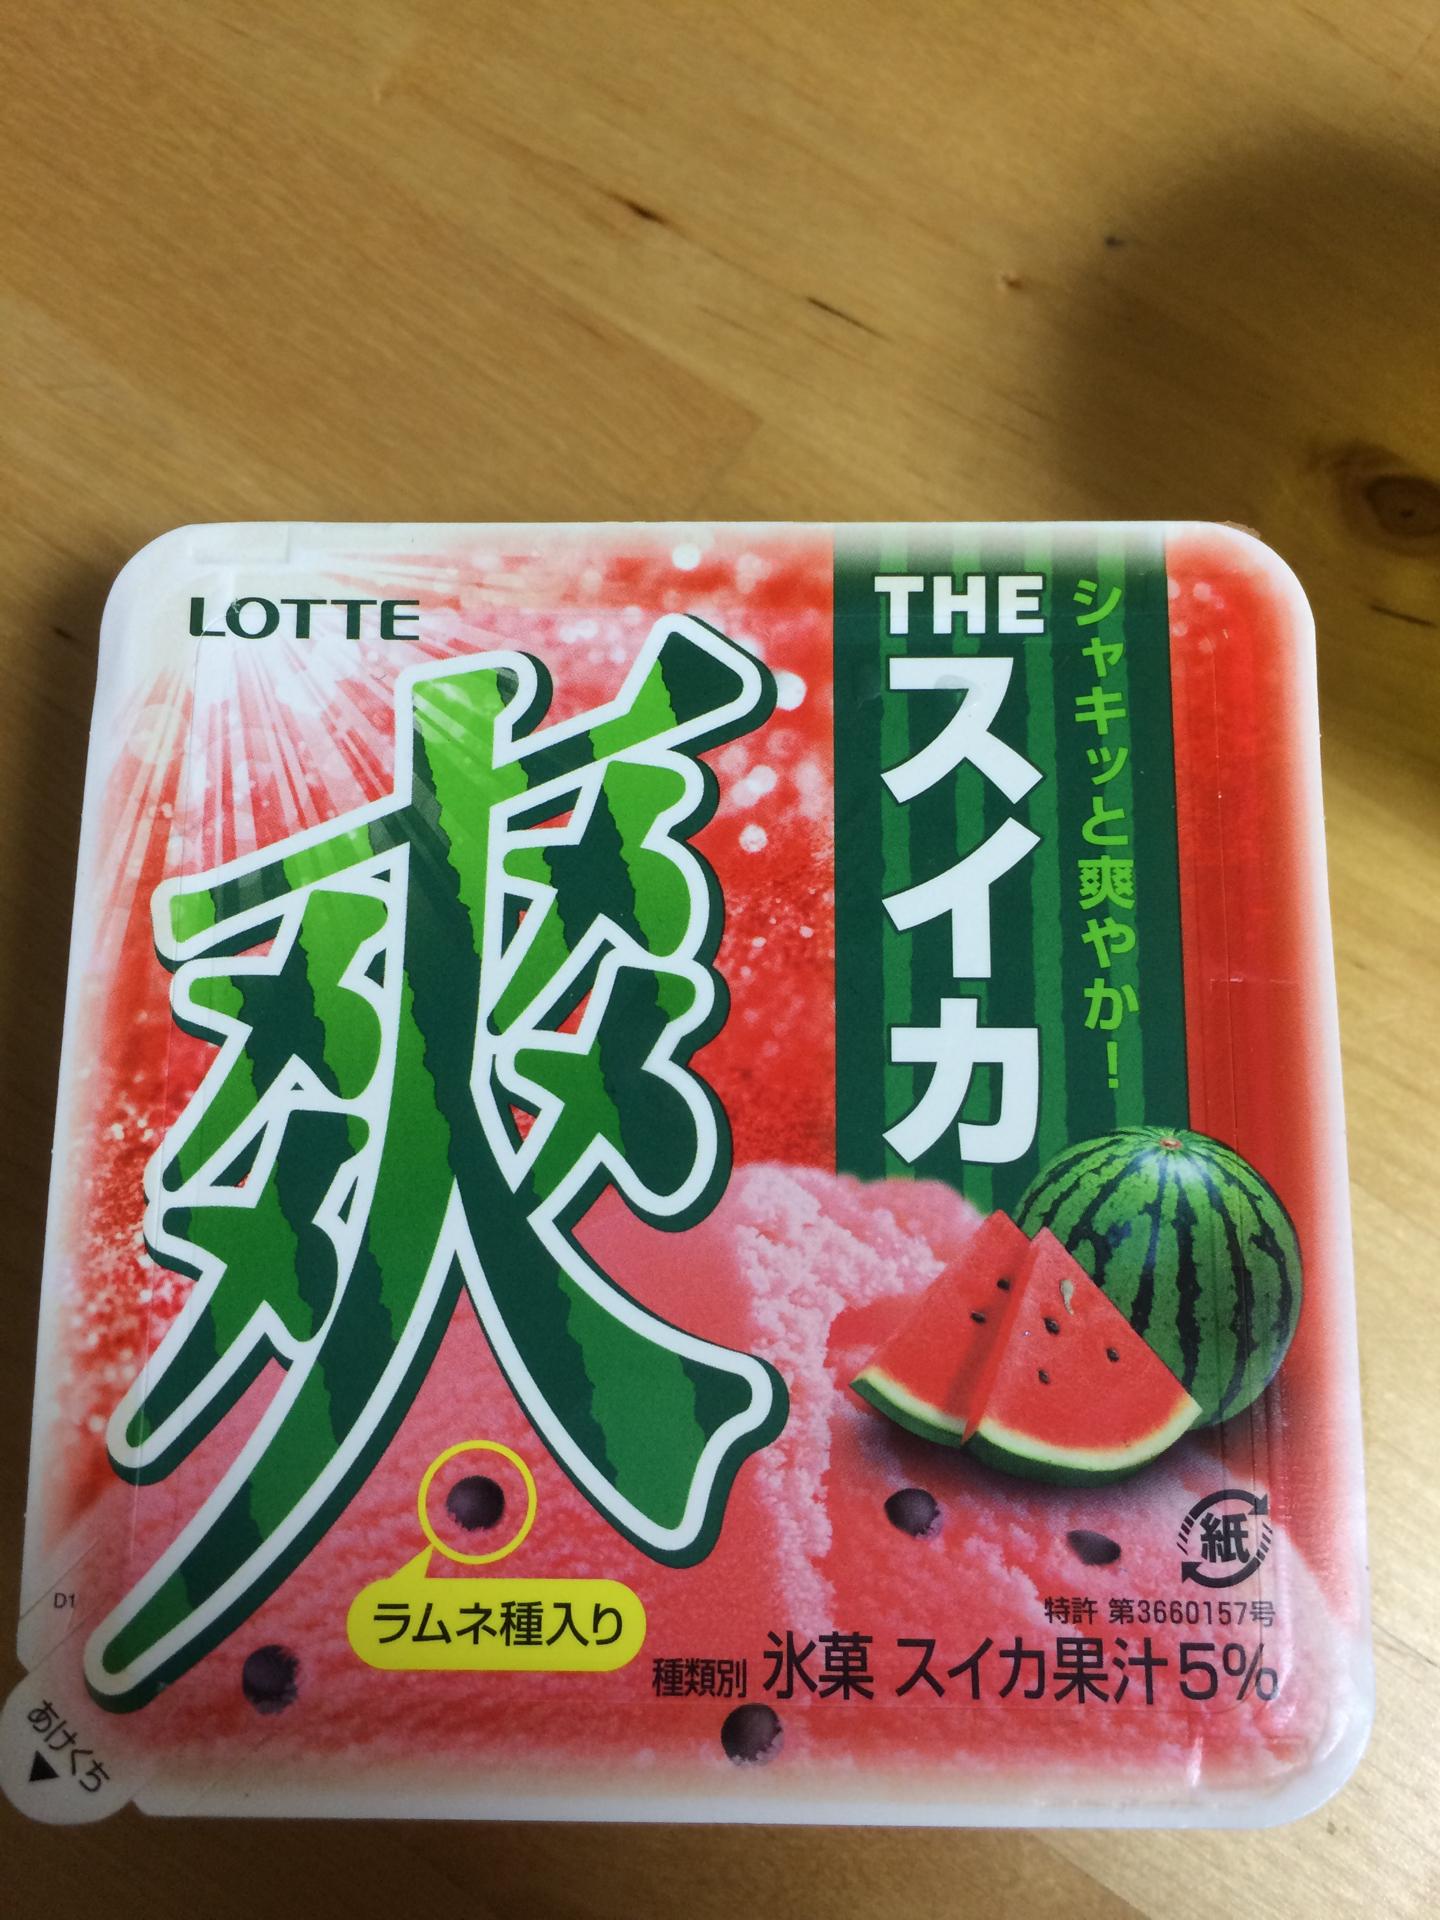 LOTTE
爽
THE
スイカ
シャキッと爽やか!
ラムネ種入り
紙
特許 第3660157号
種類別 氷菓 スイカ果汁5%
D1
あけくち